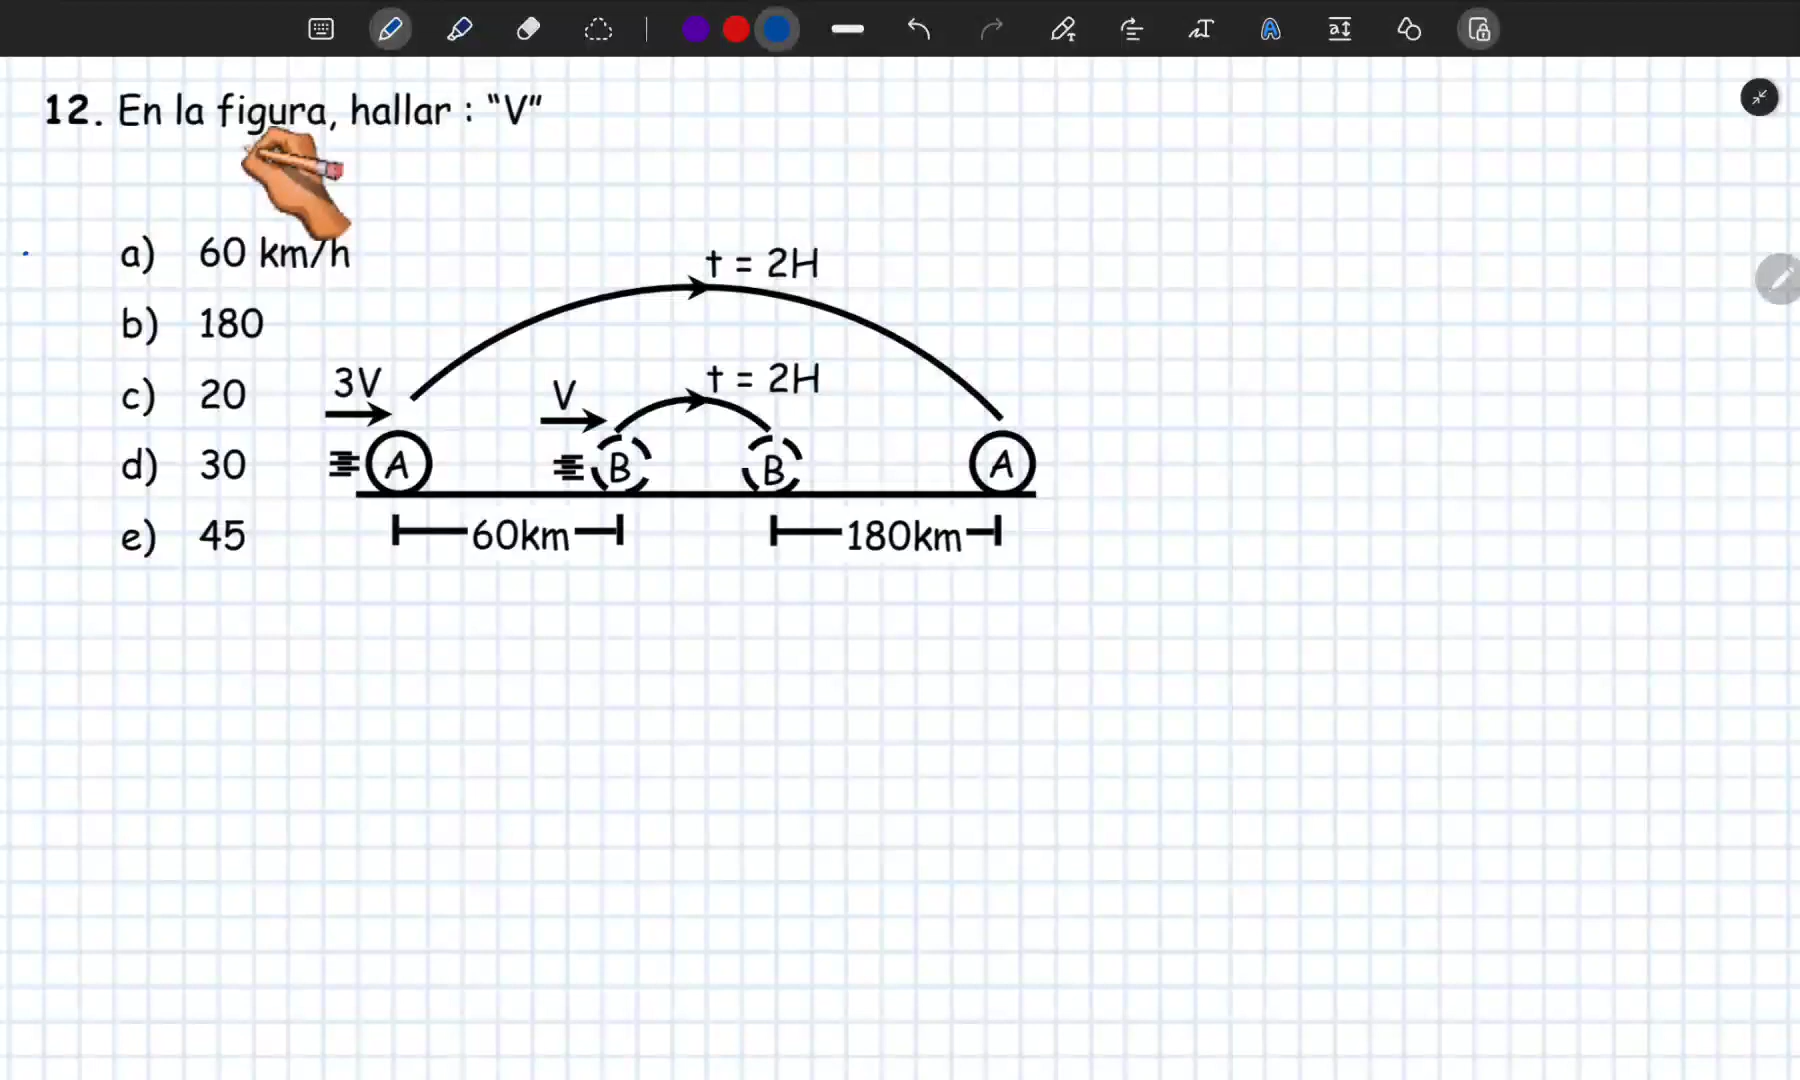 12. En la figura, hallar : “V”
a) 60 km/h
b) 180
c) 20
d) 30
e) 45
t = 2H
t = 2H
3V
V
A
B
B
A
60km
180km